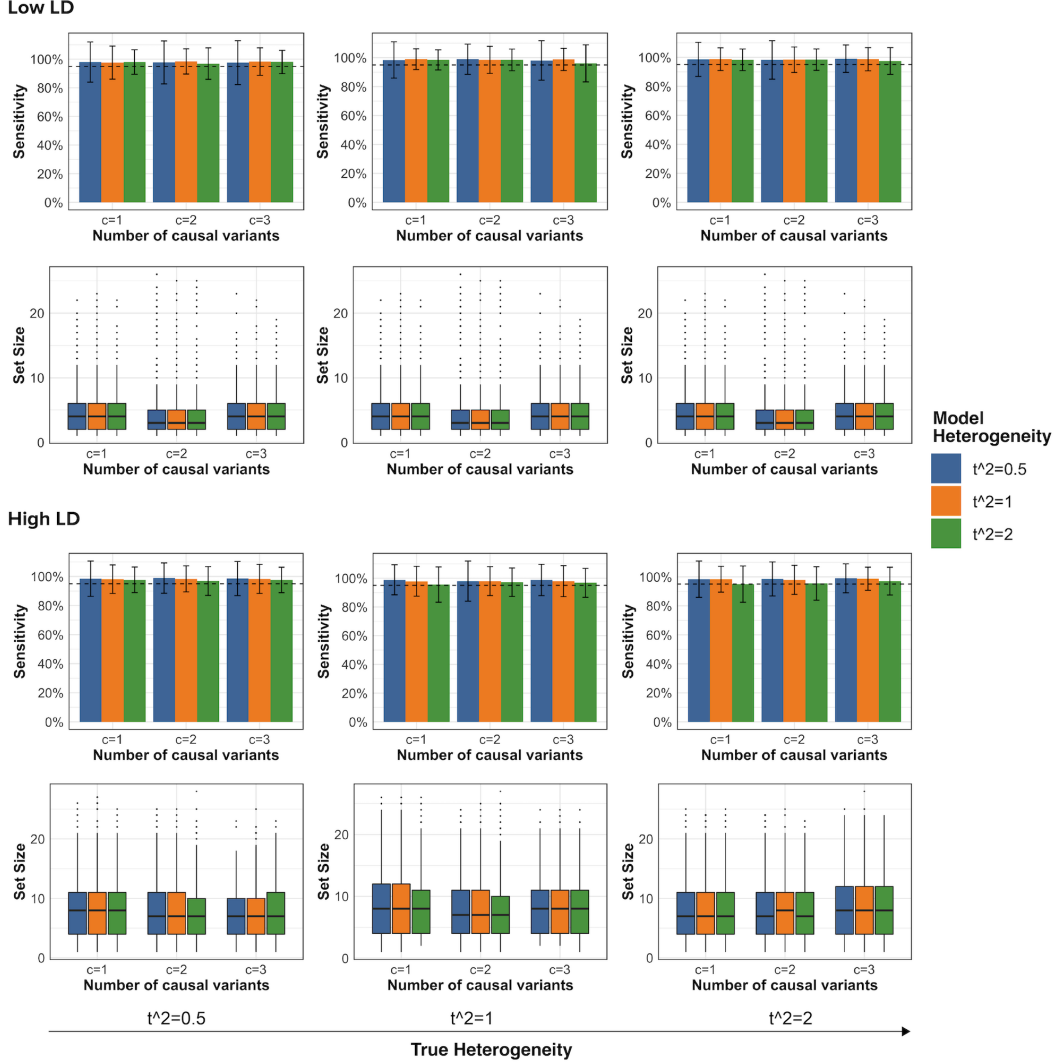 Low LD
Sensitivity
100%
80%
60%
40%
20%
0%
c=1 c=2 c=3
Number of causal variants
Sensitivity
100%
80%
60%
40%
20%
0%
c=1 c=2 c=3
Number of causal variants
Sensitivity
100%
80%
60%
40%
20%
0%
c=1 c=2 c=3
Number of causal variants
Set Size
20
10
0
c=1 c=2 c=3
Number of causal variants
Set Size
20
10
0
c=1 c=2 c=3
Number of causal variants
Set Size
20
10
0
c=1 c=2 c=3
Number of causal variants
Model
Heterogeneity
t^2=0.5
t^2=1
t^2=2
High LD
Sensitivity
100%
80%
60%
40%
20%
0%
c=1 c=2 c=3
Number of causal variants
Sensitivity
100%
80%
60%
40%
20%
0%
c=1 c=2 c=3
Number of causal variants
Sensitivity
100%
80%
60%
40%
20%
0%
c=1 c=2 c=3
Number of causal variants
Set Size
20
10
0
c=1 c=2 c=3
Number of causal variants
Set Size
20
10
0
c=1 c=2 c=3
Number of causal variants
Set Size
20
10
0
c=1 c=2 c=3
Number of causal variants
t^2=0.5 t^2=1 t^2=2
True Heterogeneity